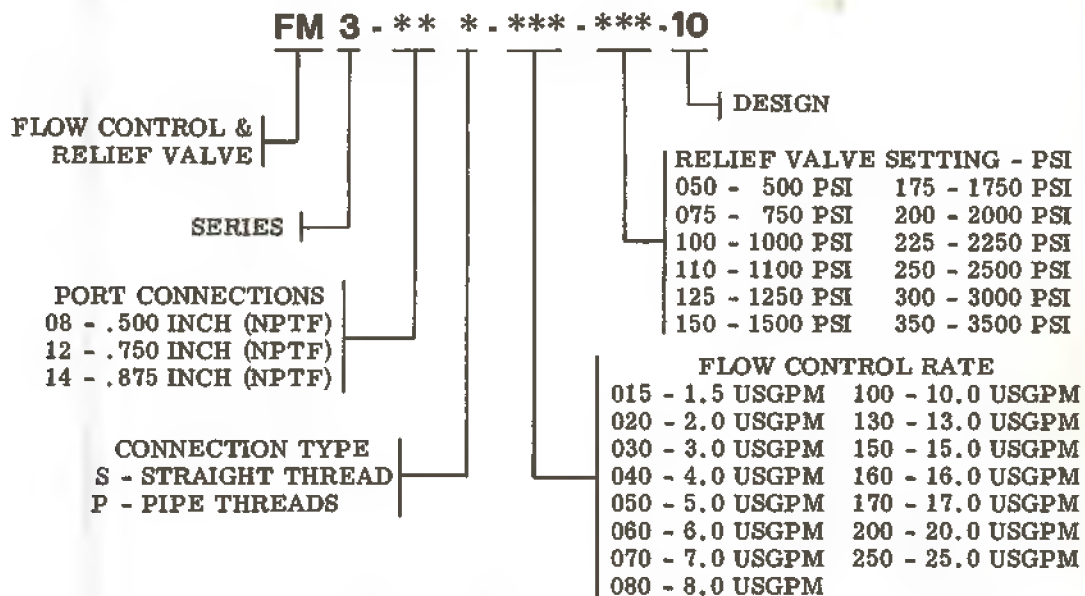 FM 3 - ** * - *** - *** - 10
DESIGN
FLOW CONTROL &
RELIEF VALVE
SERIES
RELIEF VALVE SETTING - PSI
050 - 500 PSI 175 - 1750 PSI
075 - 750 PSI 200 - 2000 PSI
100 - 1000 PSI 225 - 2250 PSI
110 - 1100 PSI 250 - 2500 PSI
125 - 1250 PSI 300 - 3000 PSI
150 - 1500 PSI 350 - 3500 PSI
PORT CONNECTIONS
08 - .500 INCH (NPTF)
12 - .750 INCH (NPTF)
14 - .875 INCH (NPTF)
FLOW CONTROL RATE
015 - 1.5 USGPM 100 - 10.0 USGPM
020 - 2.0 USGPM 130 - 13.0 USGPM
030 - 3.0 USGPM 150 - 15.0 USGPM
040 - 4.0 USGPM 160 - 16.0 USGPM
050 - 5.0 USGPM 170 - 17.0 USGPM
060 - 6.0 USGPM 200 - 20.0 USGPM
070 - 7.0 USGPM 250 - 25.0 USGPM
080 - 8.0 USGPM
CONNECTION TYPE
S - STRAIGHT THREAD
P - PIPE THREADS